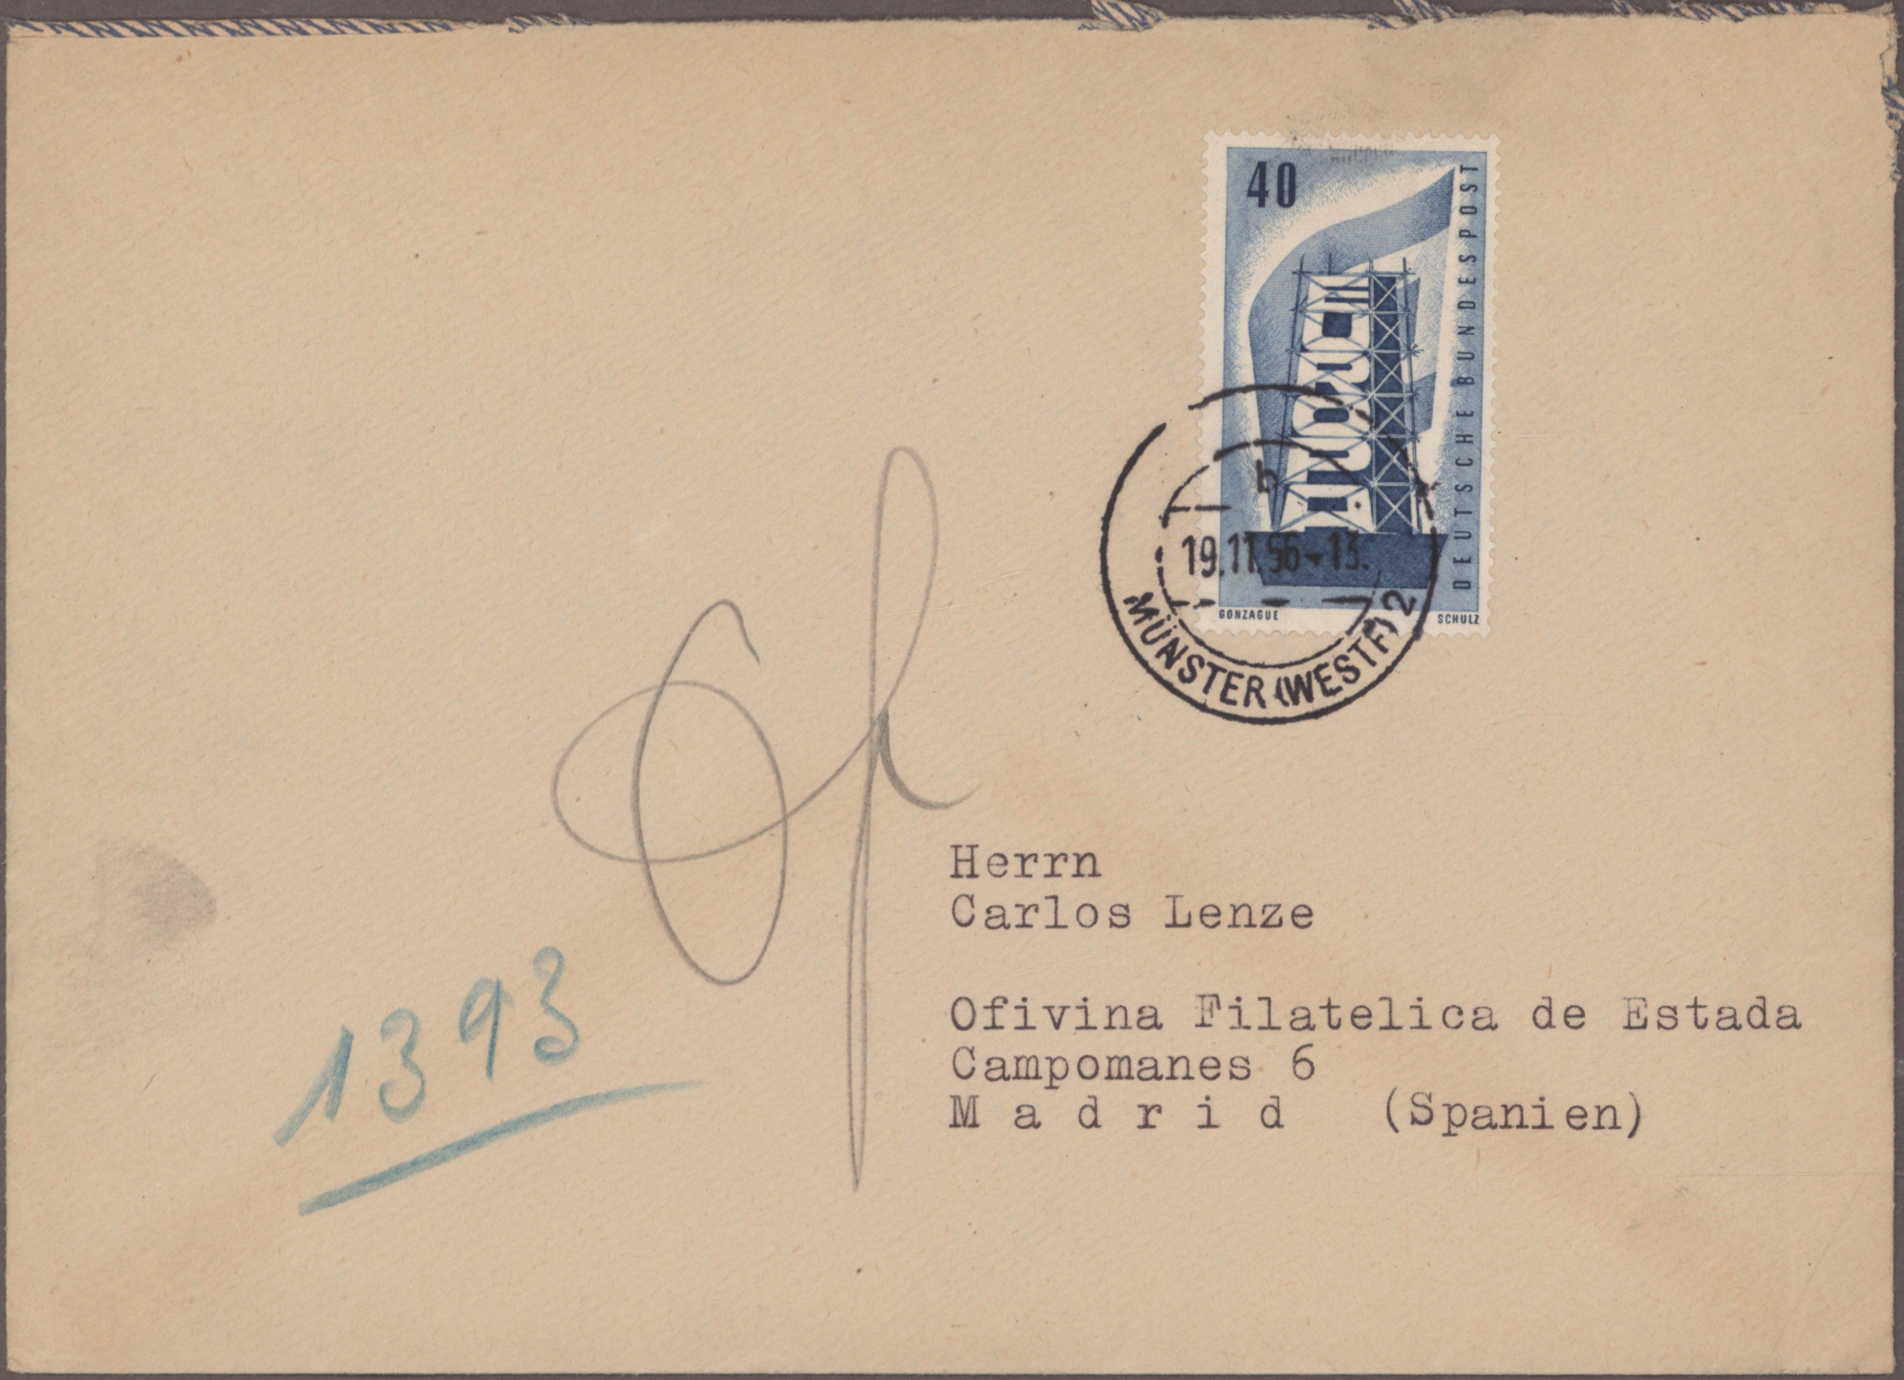 40
DEUTSCHE BUNDESPOST
EUROPA
GONZAGUE
SCHULZ
b
19.11.56-13.
MÜNSTER (WESTF) 2
Herrn
Carlos Lenze
Ofivina Filatelica de Estada
Campomanes 6
M a d r i d (Spanien)
1393